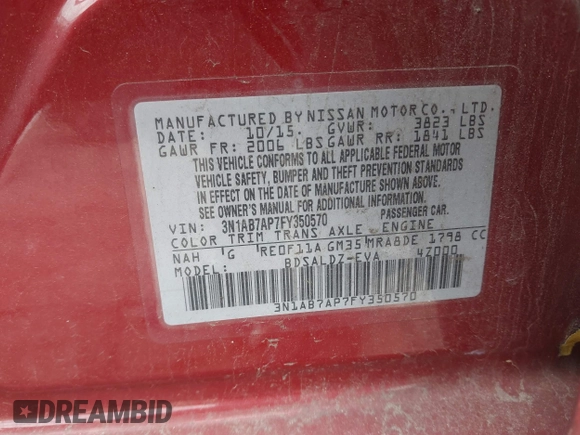 MANUFACTURED BY NISSAN MOTOR CO., LTD.
DATE: 10/15. GVWR: 3823 LBS
GAWR FR: 2006 LBS GAWR RR: 1841 LBS
THIS VEHICLE CONFORMS TO ALL APPLICABLE FEDERAL MOTOR
VEHICLE SAFETY, BUMPER AND THEFT PREVENTION STANDARDS
IN EFFECT ON THE DATE OF MANUFACTURE SHOWN ABOVE.
SEE OWNER'S MANUAL FOR ADDITIONAL INFORMATION.
VIN: 3N1AB7AP7FY350570 PASSENGER CAR.
COLOR TRIM TRANS AXLE ENGINE
NAH 'G RE0F11A GM35 MRA8DE 1798 CC
MODEL: BDSALDZ-EVA 4Z000
3N1AB7AP7FY350570
DREAMBID